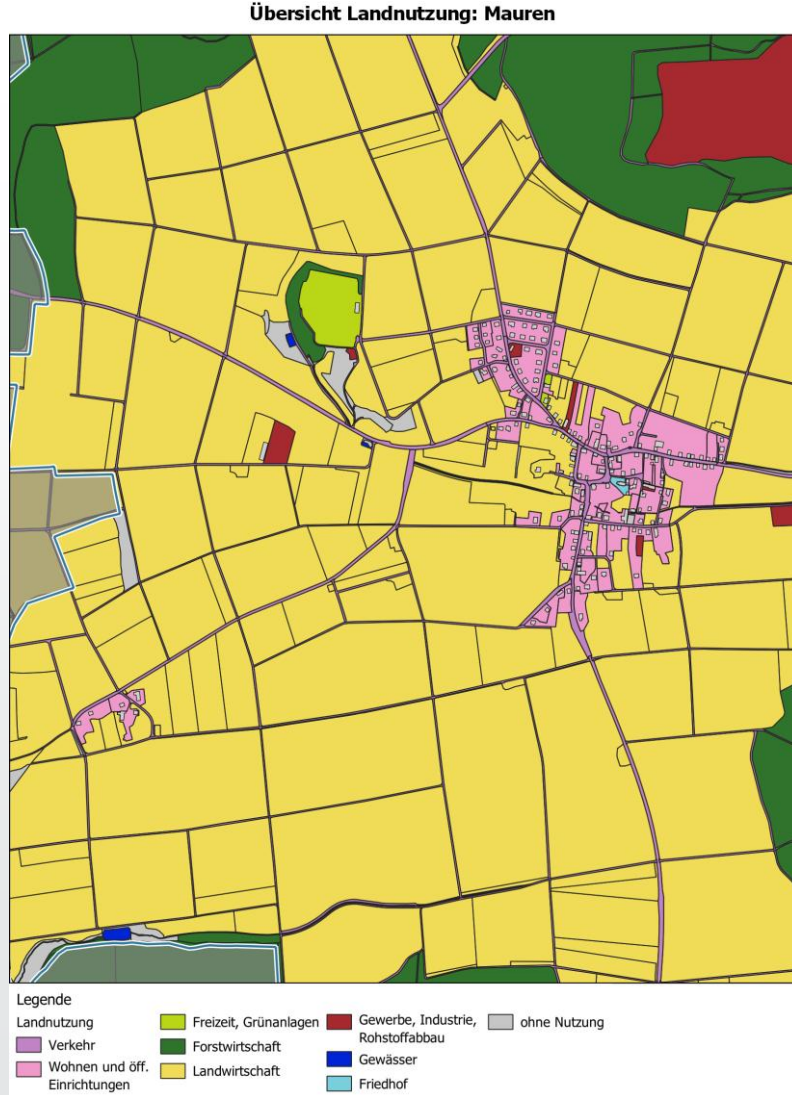 Übersicht Landnutzung: Mauren
Legende
Landnutzung
Verkehr
Wohnen und öff.
Einrichtungen
Freizeit, Grünanlagen
Forstwirtschaft
Landwirtschaft
Gewerbe, Industrie,
Rohstoffabbau
Gewässer
Friedhof
ohne Nutzung